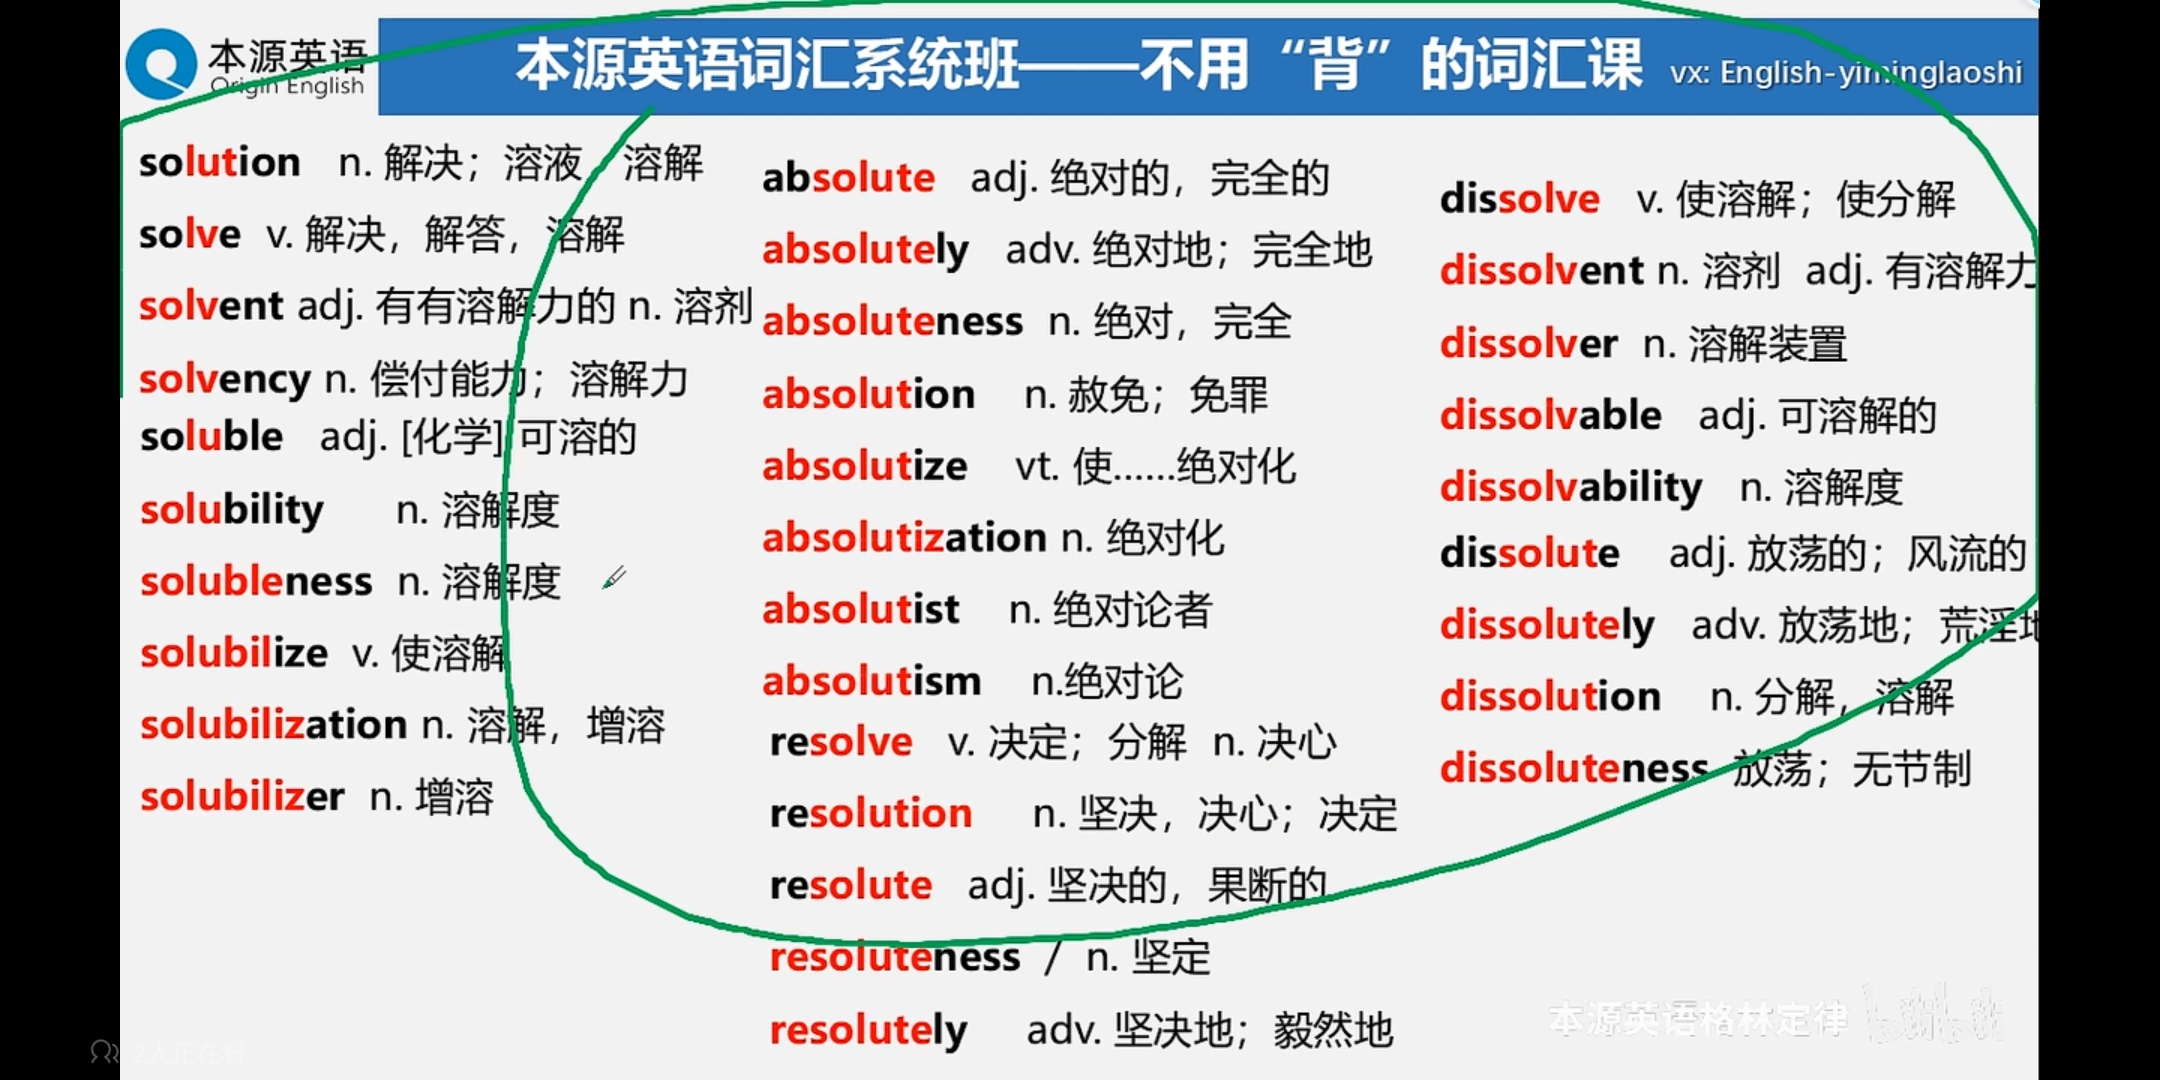 本源英语
Origin English
本源英语词汇系统班——不用“背”的词汇课 vx: English-yiminglaoshi
solution n. 解决；溶液，溶解
solve v. 解决，解答，溶解
solvent adj. 有有溶解力的 n. 溶剂
solvency n. 偿付能力；溶解力
soluble adj. [化学] 可溶的
solubility n. 溶解度
solubleness n. 溶解度
solubilize v. 使溶解
solubilization n. 溶解，增溶
solubilizer n. 增溶
absolute adj. 绝对的，完全的
absolutely adv. 绝对地；完全地
absoluteness n. 绝对，完全
absolution n. 赦免；免罪
absolutize vt. 使……绝对化
absolutization n. 绝对化
absolutist n. 绝对论者
absolutism n.绝对论
resolve v. 决定；分解 n. 决心
resolution n. 坚决，决心；决定
resolute adj. 坚决的，果断的
resoluteness / n. 坚定
resolutely adv. 坚决地；毅然地
dissolve v. 使溶解；使分解
dissolvent n. 溶剂 adj. 有溶解力
dissolver n. 溶解装置
dissolvable adj. 可溶解的
dissolvability n. 溶解度
dissolute adj. 放荡的；风流的
dissolutely adv. 放荡地；荒淫地
dissolution n. 分解，溶解
dissoluteness 放荡；无节制
本源英语格林定律 bilibili
2人正在看